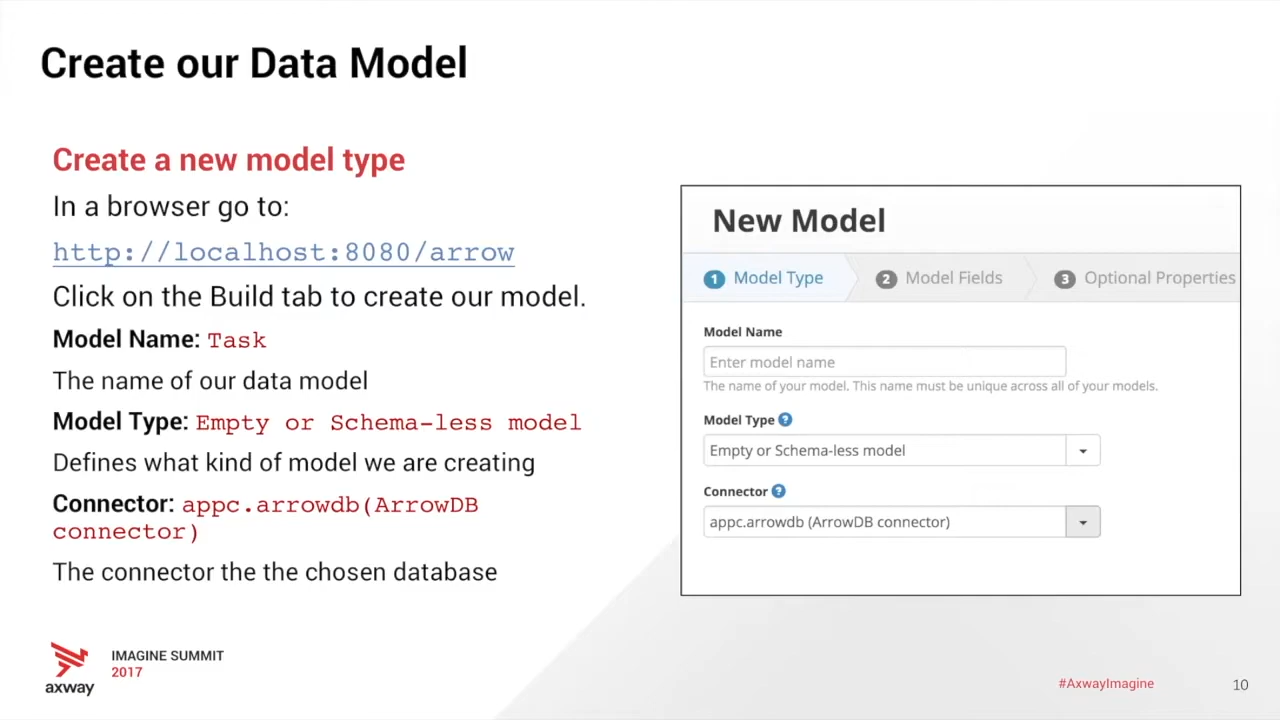 Create our Data Model
Create a new model type
In a browser go to:
http://localhost:8080/arrow
Click on the Build tab to create our model.
Model Name: Task
The name of our data model
Model Type: Empty or Schema-less model
Defines what kind of model we are creating
Connector: appc.arrowdb(ArrowDB
connector)
The connector the the chosen database
New Model
1 Model Type 2 Model Fields 3 Optional Properties
Model Name
Enter model name
The name of your model. This name must be unique across all of your models.
Model Type ?
Empty or Schema-less model
Connector ?
appc.arrowdb (ArrowDB connector)
axway
IMAGINE SUMMIT
2017
#AxwayImagine
10